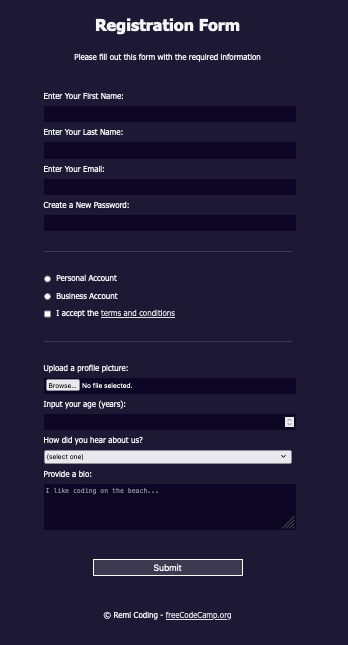 Registration Form
Please fill out this form with the required information
Enter Your First Name:
Enter Your Last Name:
Enter Your Email:
Create a New Password:
Personal Account
Business Account
I accept the terms and conditions
Upload a profile picture:
Browse... No file selected.
Input your age (years):
How did you hear about us?
(select one)
Provide a bio:
I like coding on the beach...
Submit
© Remi Coding - freeCodeCamp.org